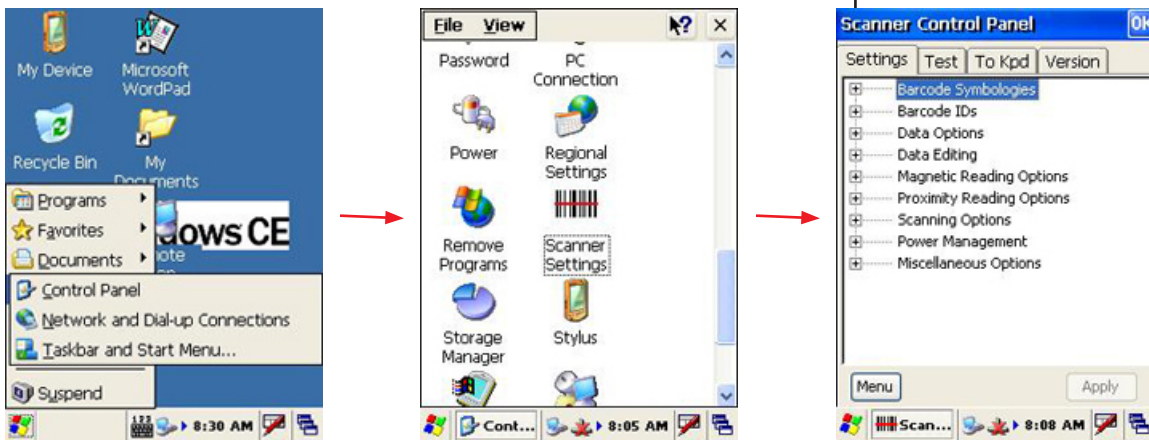 My Device
Microsoft
WordPad
Recycle Bin
My
Documents
Programs
Favorites
Documents
dows CE
ote
Control Panel
Network and Dial-up Connections
Taskbar and Start Menu...
Suspend
8:30 AM
File View
?
Password
PC
Connection
Power
Regional
Settings
Remove
Programs
Scanner
Settings
Storage
Manager
Stylus
Cont...
8:05 AM
Scanner Control Panel
OK
Settings
Test
To Kpd
Version
Barcode Symbologies
Barcode IDs
Data Options
Data Editing
Magnetic Reading Options
Proximity Reading Options
Scanning Options
Power Management
Miscellaneous Options
Menu
Apply
Scan...
8:08 AM